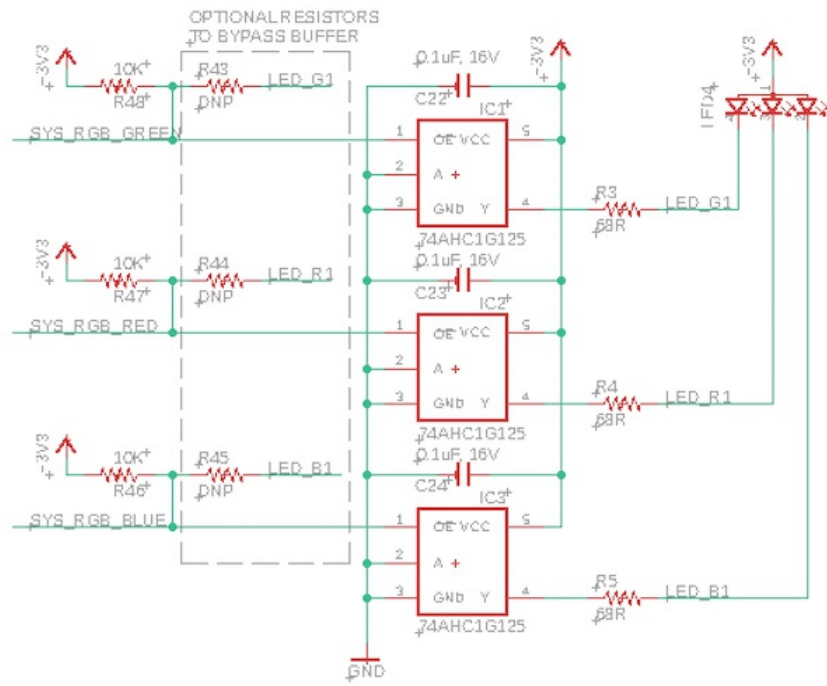 OPTIONAL RESISTORS
TO BYPASS BUFFER
+3V3
10K
R48
R43
DNP
LED_G1
SYS_RGB_GREEN
0.1uF, 16V
C22
+3V3
IC1
1
2
3
OE VCC
A
GND Y
5
4
74AHC1G125
R3
68R
LED_G1
+3V3
LED4
1
4
3
2
+3V3
10K
R47
R44
DNP
LED_R1
SYS_RGB_RED
0.1uF, 16V
C23
IC2
1
2
3
OE VCC
A
GND Y
5
4
74AHC1G125
R4
68R
LED_R1
+3V3
10K
R46
R45
DNP
LED_B1
SYS_RGB_BLUE
0.1uF, 16V
C24
IC3
1
2
3
OE VCC
A
GND Y
5
4
74AHC1G125
R5
68R
LED_B1
GND